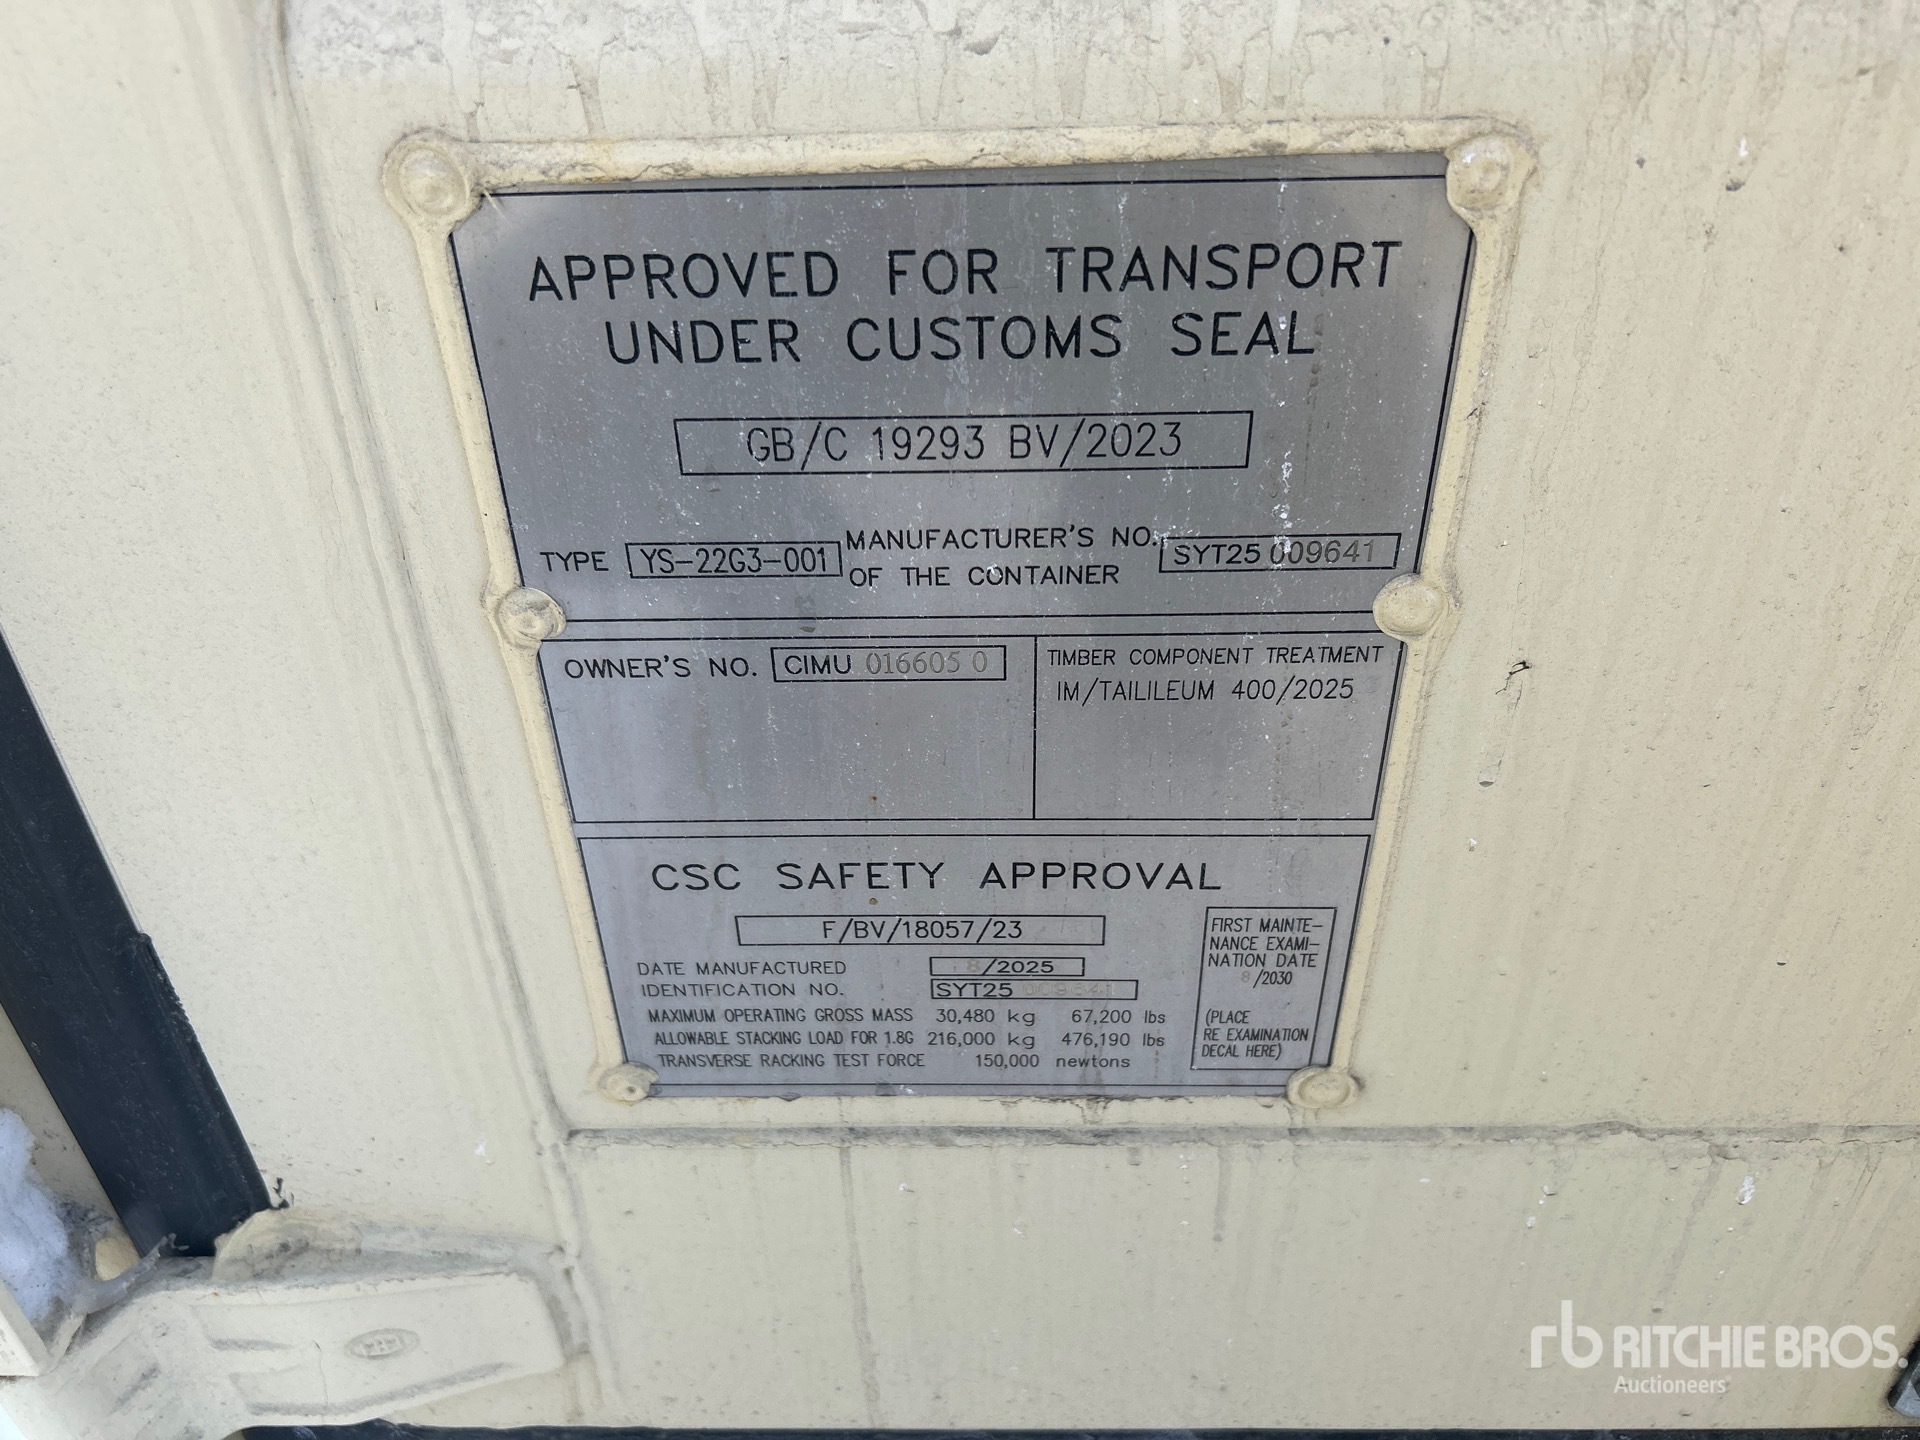 APPROVED FOR TRANSPORT
UNDER CUSTOMS SEAL
GB/C 19293 BV/2023
TYPE YS-22G3-001
MANUFACTURER'S NO.
OF THE CONTAINER
SYT25 009641
OWNER'S NO. CIMU 016605 0
TIMBER COMPONENT TREATMENT
IM/TAILILEUM 400/2025
CSC SAFETY APPROVAL
F/BV/18057/23
DATE MANUFACTURED 8/2025
IDENTIFICATION NO. SYT25 009641
MAXIMUM OPERATING GROSS MASS 30,480 kg 67,200 lbs
ALLOWABLE STACKING LOAD FOR 1.8G 216,000 kg 476,190 lbs
TRANSVERSE RACKING TEST FORCE 150,000 newtons
FIRST MAINTE-
NANCE EXAMI-
NATION DATE
8/2030
(PLACE
RE EXAMINATION
DECAL HERE)
rb RITCHIE BROS.
Auctioneers